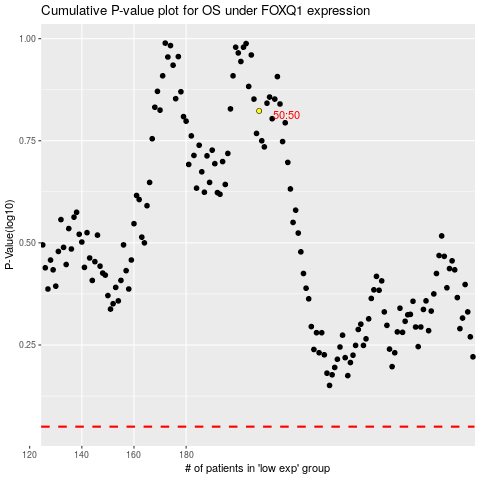 Cumulative P-value plot for OS under FOXQ1 expression
1.00
50:50
0.75
0.50
0.25
P-Value(log10)
120 140 160 180
# of patients in 'low exp' group